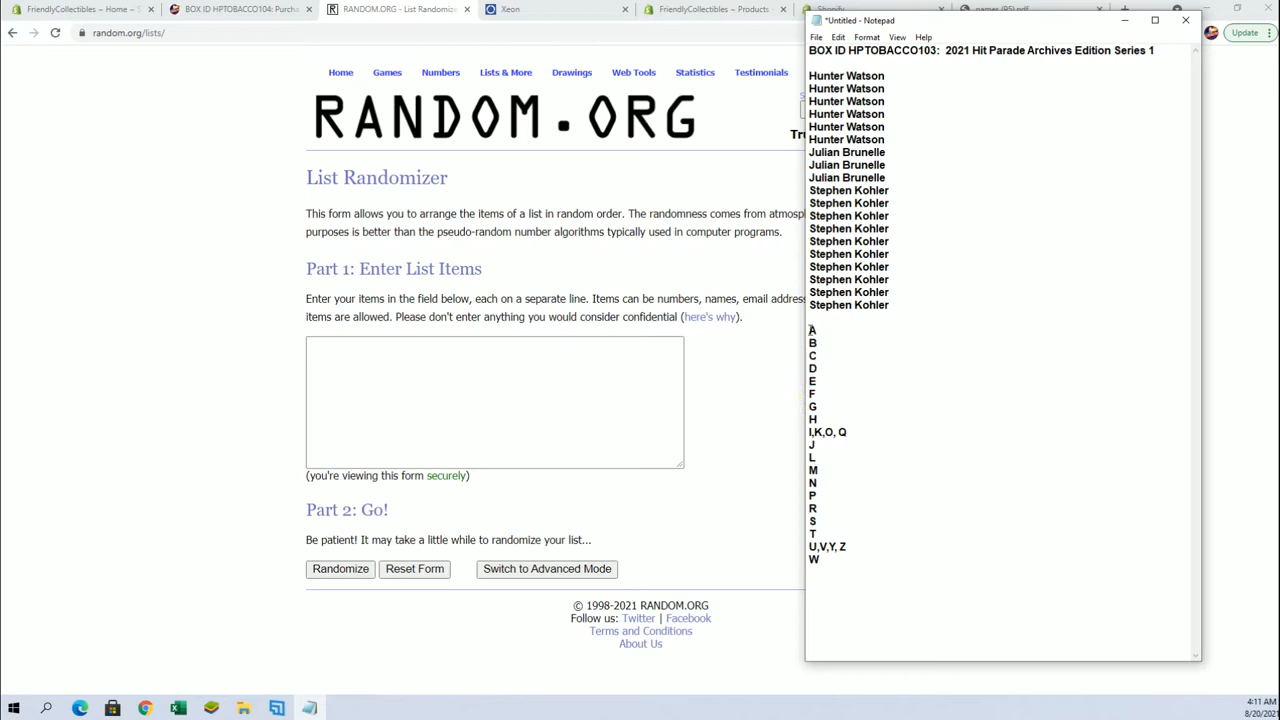 FriendlyCollectibles – Home – S
BOX ID HPTOBACCO104: Purcha
RANDOM.ORG - List Randomizer
Xeon
FriendlyCollectibles – Products
random.org/lists/
Update
Home Games Numbers Lists & More Drawings Web Tools Statistics Testimonials
RANDOM.ORG
Tru
List Randomizer
This form allows you to arrange the items of a list in random order. The randomness comes from atmosp
purposes is better than the pseudo-random number algorithms typically used in computer programs.
Part 1: Enter List Items
Enter your items in the field below, each on a separate line. Items can be numbers, names, email addres
items are allowed. Please don't enter anything you would consider confidential (here's why).
(you're viewing this form securely)
Part 2: Go!
Be patient! It may take a little while to randomize your list...
Randomize Reset Form Switch to Advanced Mode
© 1998-2021 RANDOM.ORG
Follow us: Twitter | Facebook
Terms and Conditions
About Us
*Untitled - Notepad
File Edit Format View Help
BOX ID HPTOBACCO103:  2021 Hit Parade Archives Edition Series 1
Hunter Watson
Hunter Watson
Hunter Watson
Hunter Watson
Hunter Watson
Hunter Watson
Julian Brunelle
Julian Brunelle
Julian Brunelle
Stephen Kohler
Stephen Kohler
Stephen Kohler
Stephen Kohler
Stephen Kohler
Stephen Kohler
Stephen Kohler
Stephen Kohler
Stephen Kohler
Stephen Kohler
A
B
C
D
E
F
G
H
I,K,O, Q
J
L
M
N
P
R
S
T
U,V,Y, Z
W
4:11 AM
8/20/2021